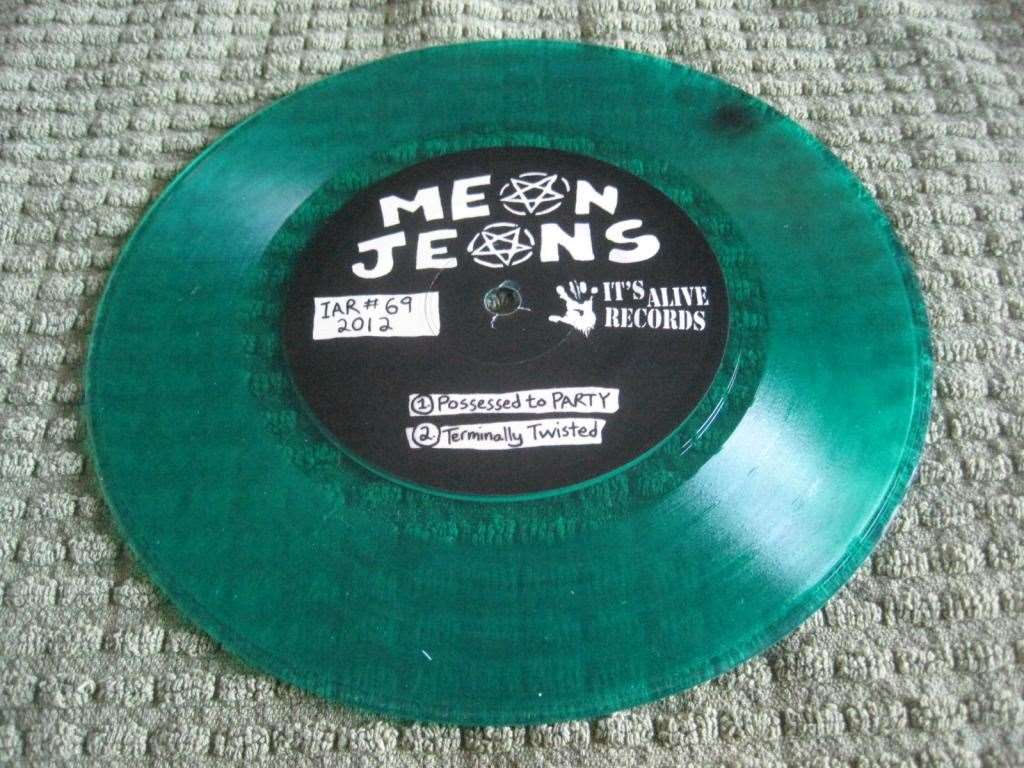 MEAN
JEANS
IAR # 69
2012
IT'S ALIVE
RECORDS
1 Possessed to PARTY
2. Terminally Twisted